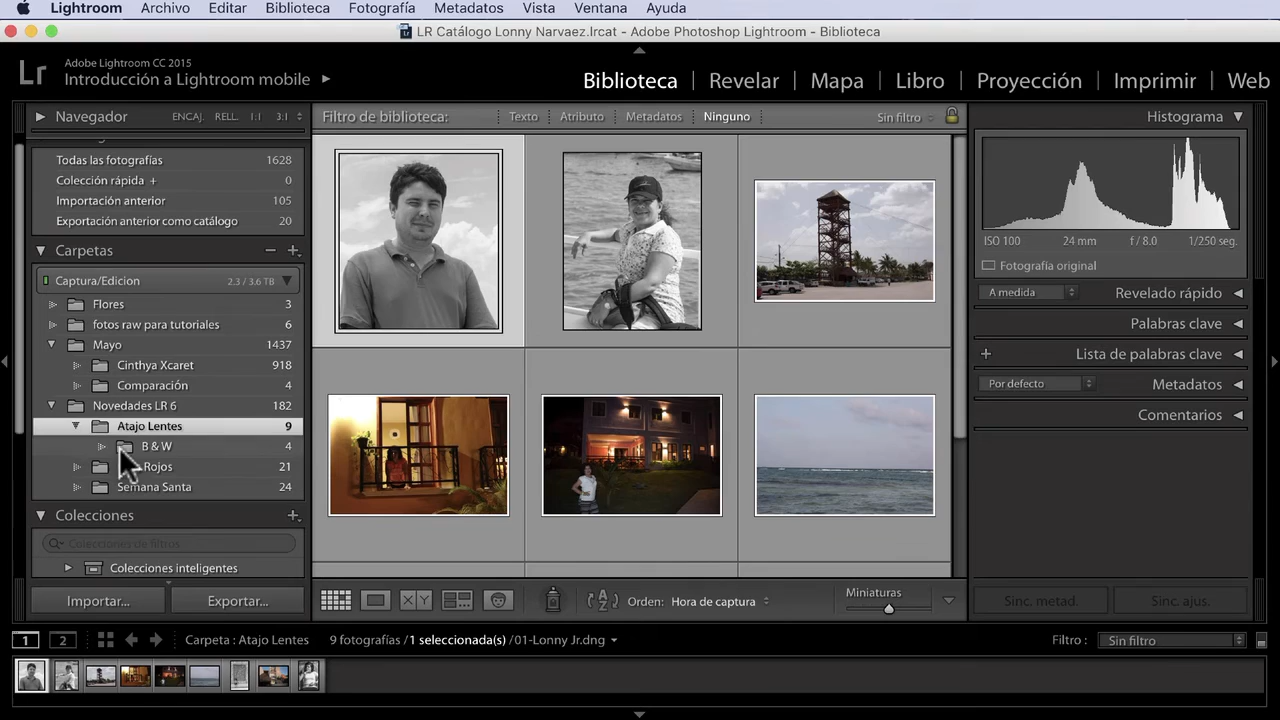 Lightroom Archivo Editar Biblioteca Fotografía Metadatos Vista Ventana Ayuda
LR Catálogo Lonny Narvaez.lrcat - Adobe Photoshop Lightroom - Biblioteca
Lr
Adobe Lightroom CC 2015
Introducción a Lightroom mobile
Biblioteca | Revelar | Mapa | Libro | Proyección | Imprimir | Web
Navegador ENCAJ. RELL. 1:1 3:1
Filtro de biblioteca: Texto Atributo Metadatos Ninguno Sin filtro
Histograma
Todas las fotografías 1628
Colección rápida + 0
Importación anterior 105
Exportación anterior como catálogo 20
Carpetas
Captura/Edicion 2.3 / 3.6 TB
Flores 3
fotos raw para tutoriales 6
Mayo 1437
Cinthya Xcaret 918
Comparación 4
Novedades LR 6 182
Atajo Lentes 9
B & W 4
Rojos 21
Semana Santa 24
Colecciones
Colecciones de filtros
Colecciones inteligentes
Importar... Exportar...
ISO 100 24 mm f / 8.0 1/250 seg.
Fotografía original
A medida Revelado rápido
Palabras clave
Lista de palabras clave
Por defecto Metadatos
Comentarios
XY
AZ
Orden: Hora de captura
Miniaturas
Sinc. metad. Sinc. ajus.
1 2 Carpeta : Atajo Lentes 9 fotografías /1 seleccionada(s) /01-Lonny Jr.dng
Filtro : Sin filtro